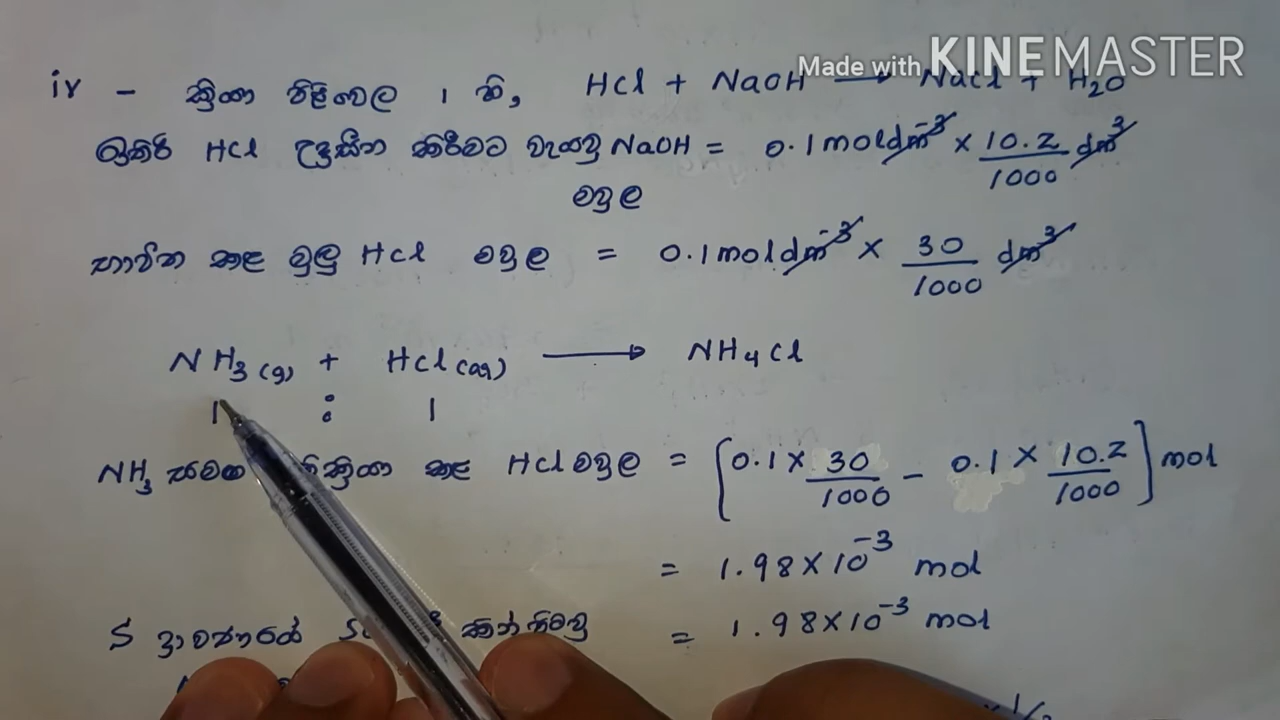 Made with KINEMASTER
iv - ක්‍රියා පිළිවෙල 1 හි, HCl + NaOH → NaCl + H₂O
ඉතිරි HCl උදාසීන කිරීමට වැයවූ NaOH = 0.1 mol dm⁻³ × 10.2/1000 dm³
මවුල
භාවිත කළ මුලු HCl මවුල = 0.1 mol dm⁻³ × 30/1000 dm³
NH₃(g) + HCl(aq) → NH₄Cl
1 : 1
NH₃ සමඟ කළ HCl මවුල = [0.1 × 30/1000 - 0.1 × 10.2/1000] mol
= 1.98 × 10⁻³ mol
S ද්‍රාවණයේ තිබූ = 1.98 × 10⁻³ mol